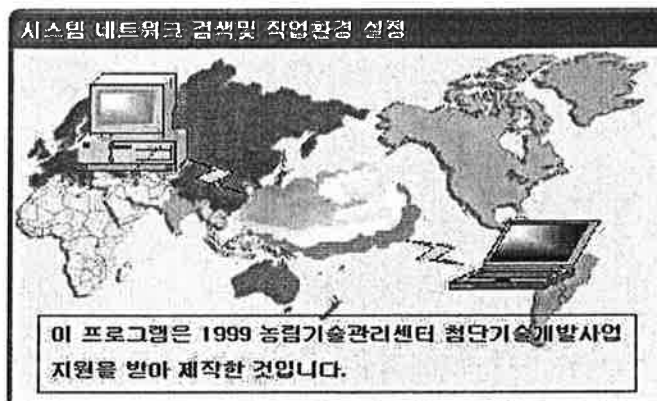 시스템 네트워크 검색및 작업환경 설정
이 프로그램은 1999 농림기술관리센터 첨단기술개발사업
지원을 받아 제작한 것입니다.